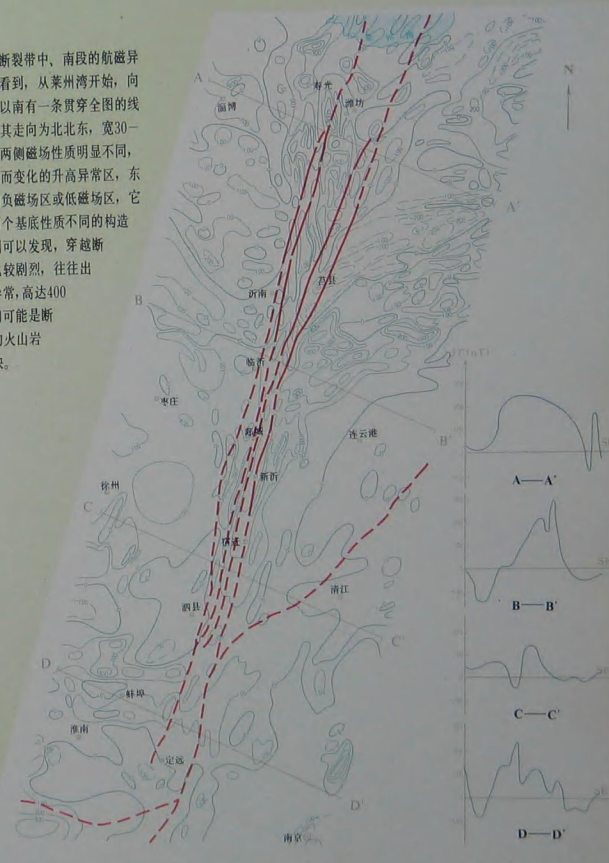 断裂带中、南段的航磁异
看到，从莱州湾开始，向
以南有一条贯穿全图的线
其走向为北北东，宽30—
两侧磁场性质明显不同，
而变化的升高异常区，东
负磁场区或低磁场区，它
个基底性质不同的构造
可以发现，穿越断
较剧烈，往往出
常，高达400
可能是断
火山岩
N
A
寿光
淄博
潍坊
A′
沂南
莒县
B
临沂
枣庄
郯城
连云港
B′
新沂
徐州
C
宿迁
泗县
清江
C′
D
蚌埠
淮南
定远
D′
南京
A——A′
B——B′
C——C′
D——D′